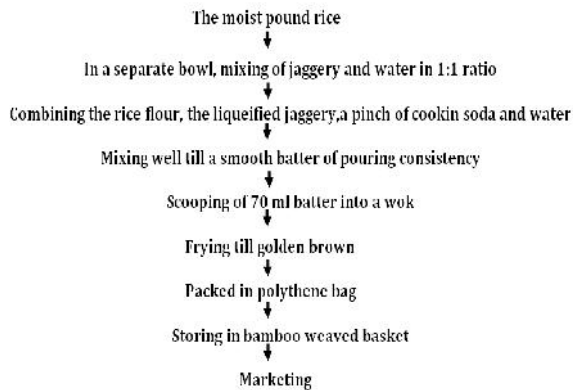 The moist pound rice
In a separate bowl, mixing of jaggery and water in 1:1 ratio
Combining the rice flour, the liqueified jaggery,a pinch of cookin soda and water
Mixing well till a smooth batter of pouring consistency
Scooping of 70 ml batter into a wok
Frying till golden brown
Packed in polythene bag
Storing in bamboo weaved basket
Marketing